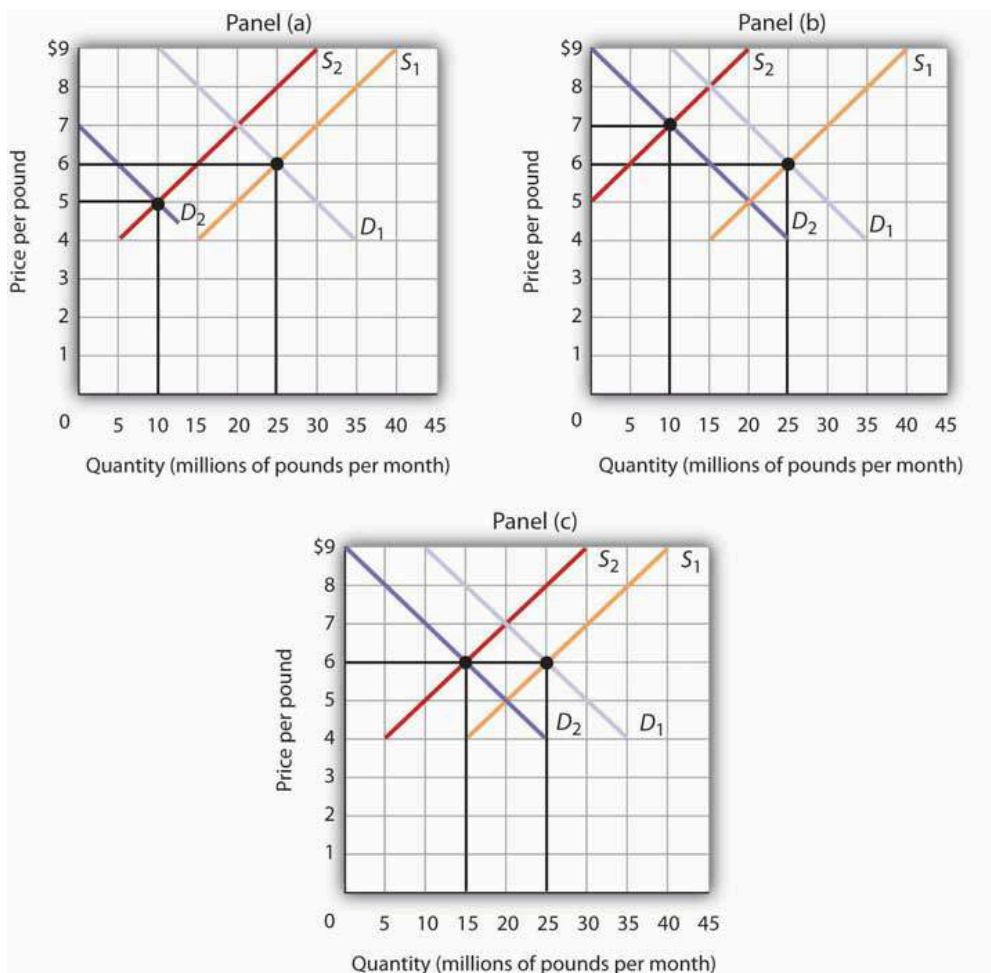 Panel (a)
$9
8
7
6
5
4
3
2
1
0
5 10 15 20 25 30 35 40 45
Price per pound
Quantity (millions of pounds per month)
S2
S1
D2
D1
Panel (b)
$9
8
7
6
5
4
3
2
1
0
5 10 15 20 25 30 35 40 45
Price per pound
Quantity (millions of pounds per month)
S2
S1
D2
D1
Panel (c)
$9
8
7
6
5
4
3
2
1
0
5 10 15 20 25 30 35 40 45
Price per pound
Quantity (millions of pounds per month)
S2
S1
D2
D1